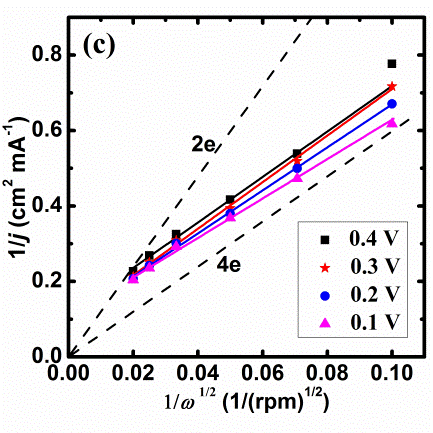 (c)
0.8
0.6
0.4
0.2
0.0
1/j (cm² mA⁻¹)
2e
4e
0.4 V
0.3 V
0.2 V
0.1 V
0.00 0.02 0.04 0.06 0.08 0.10
1/ω^1/2 (1/(rpm)^1/2)